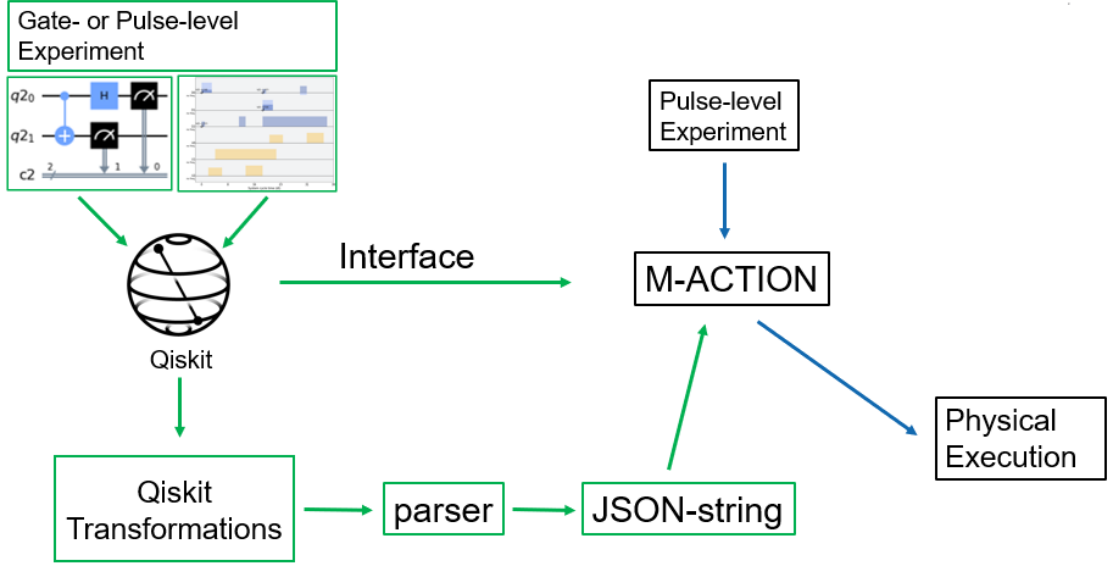 Gate- or Pulse-level
Experiment
q2₀
H
q2₁
c2
2
1
0
Pulse-level
Experiment
Interface
M-ACTION
Qiskit
Physical
Execution
Qiskit
Transformations
parser
JSON-string